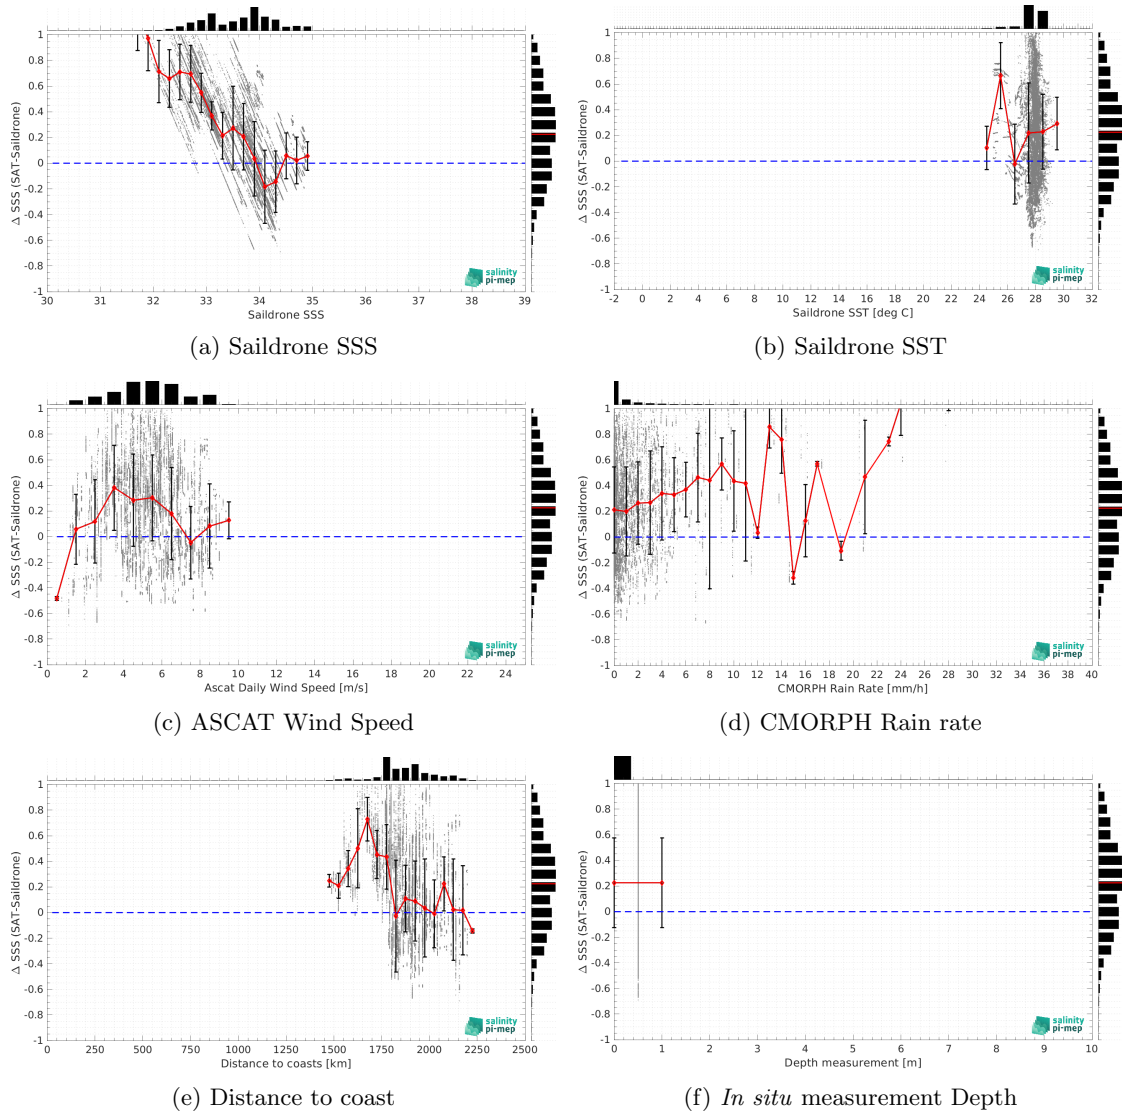 1
0.8
0.6
0.4
0.2
0
-0.2
-0.4
-0.6
-0.8
-1
Δ SSS (SAT-Saildrone)
30 31 32 33 34 35 36 37 38 39
Saildrone SSS
salinity
pi-mep
(a) Saildrone SSS
1
0.8
0.6
0.4
0.2
0
-0.2
-0.4
-0.6
-0.8
-1
Δ SSS (SAT-Saildrone)
-2 0 2 4 6 8 10 12 14 16 18 20 22 24 26 28 30 32
Saildrone SST [deg C]
salinity
pi-mep
(b) Saildrone SST
1
0.8
0.6
0.4
0.2
0
-0.2
-0.4
-0.6
-0.8
-1
Δ SSS (SAT-Saildrone)
0 2 4 6 8 10 12 14 16 18 20 22 24
Ascat Daily Wind Speed [m/s]
salinity
pi-mep
(c) ASCAT Wind Speed
1
0.8
0.6
0.4
0.2
0
-0.2
-0.4
-0.6
-0.8
-1
Δ SSS (SAT-Saildrone)
0 2 4 6 8 10 12 14 16 18 20 22 24 26 28 30 32 34 36 38 40
CMORPH Rain Rate [mm/h]
salinity
pi-mep
(d) CMORPH Rain rate
1
0.8
0.6
0.4
0.2
0
-0.2
-0.4
-0.6
-0.8
-1
Δ SSS (SAT-Saildrone)
0 250 500 750 1000 1250 1500 1750 2000 2250 2500
Distance to coasts [km]
salinity
pi-mep
(e) Distance to coast
1
0.8
0.6
0.4
0.2
0
-0.2
-0.4
-0.6
-0.8
-1
Δ SSS (SAT-Saildrone)
0 1 2 3 4 5 6 7 8 9 10
Depth measurement [m]
salinity
pi-mep
(f) In situ measurement Depth